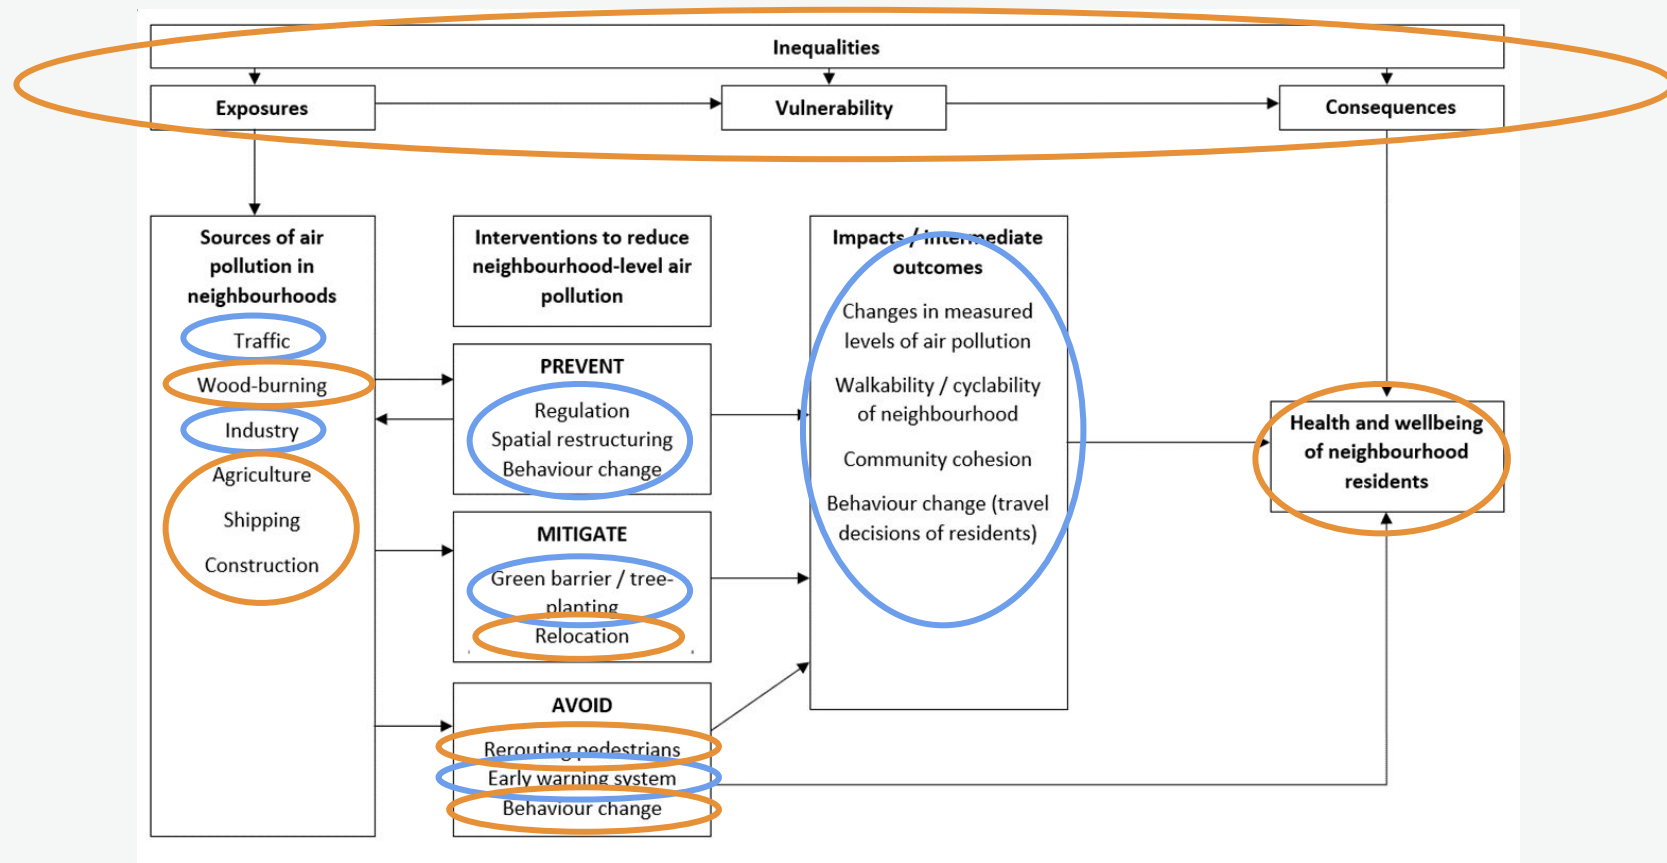 Inequalities
Exposures
Vulnerability
Consequences
Sources of air
pollution in
neighbourhoods
Traffic
Wood-burning
Industry
Agriculture
Shipping
Construction
Interventions to reduce
neighbourhood-level air
pollution
PREVENT
Regulation
Spatial restructuring
Behaviour change
MITIGATE
Green barrier / tree-
planting
Relocation
AVOID
Rerouting pedestrians
Early warning system
Behaviour change
Impacts / intermediate
outcomes
Changes in measured
levels of air pollution
Walkability / cyclability
of neighbourhood
Community cohesion
Behaviour change (travel
decisions of residents)
Health and wellbeing
of neighbourhood
residents